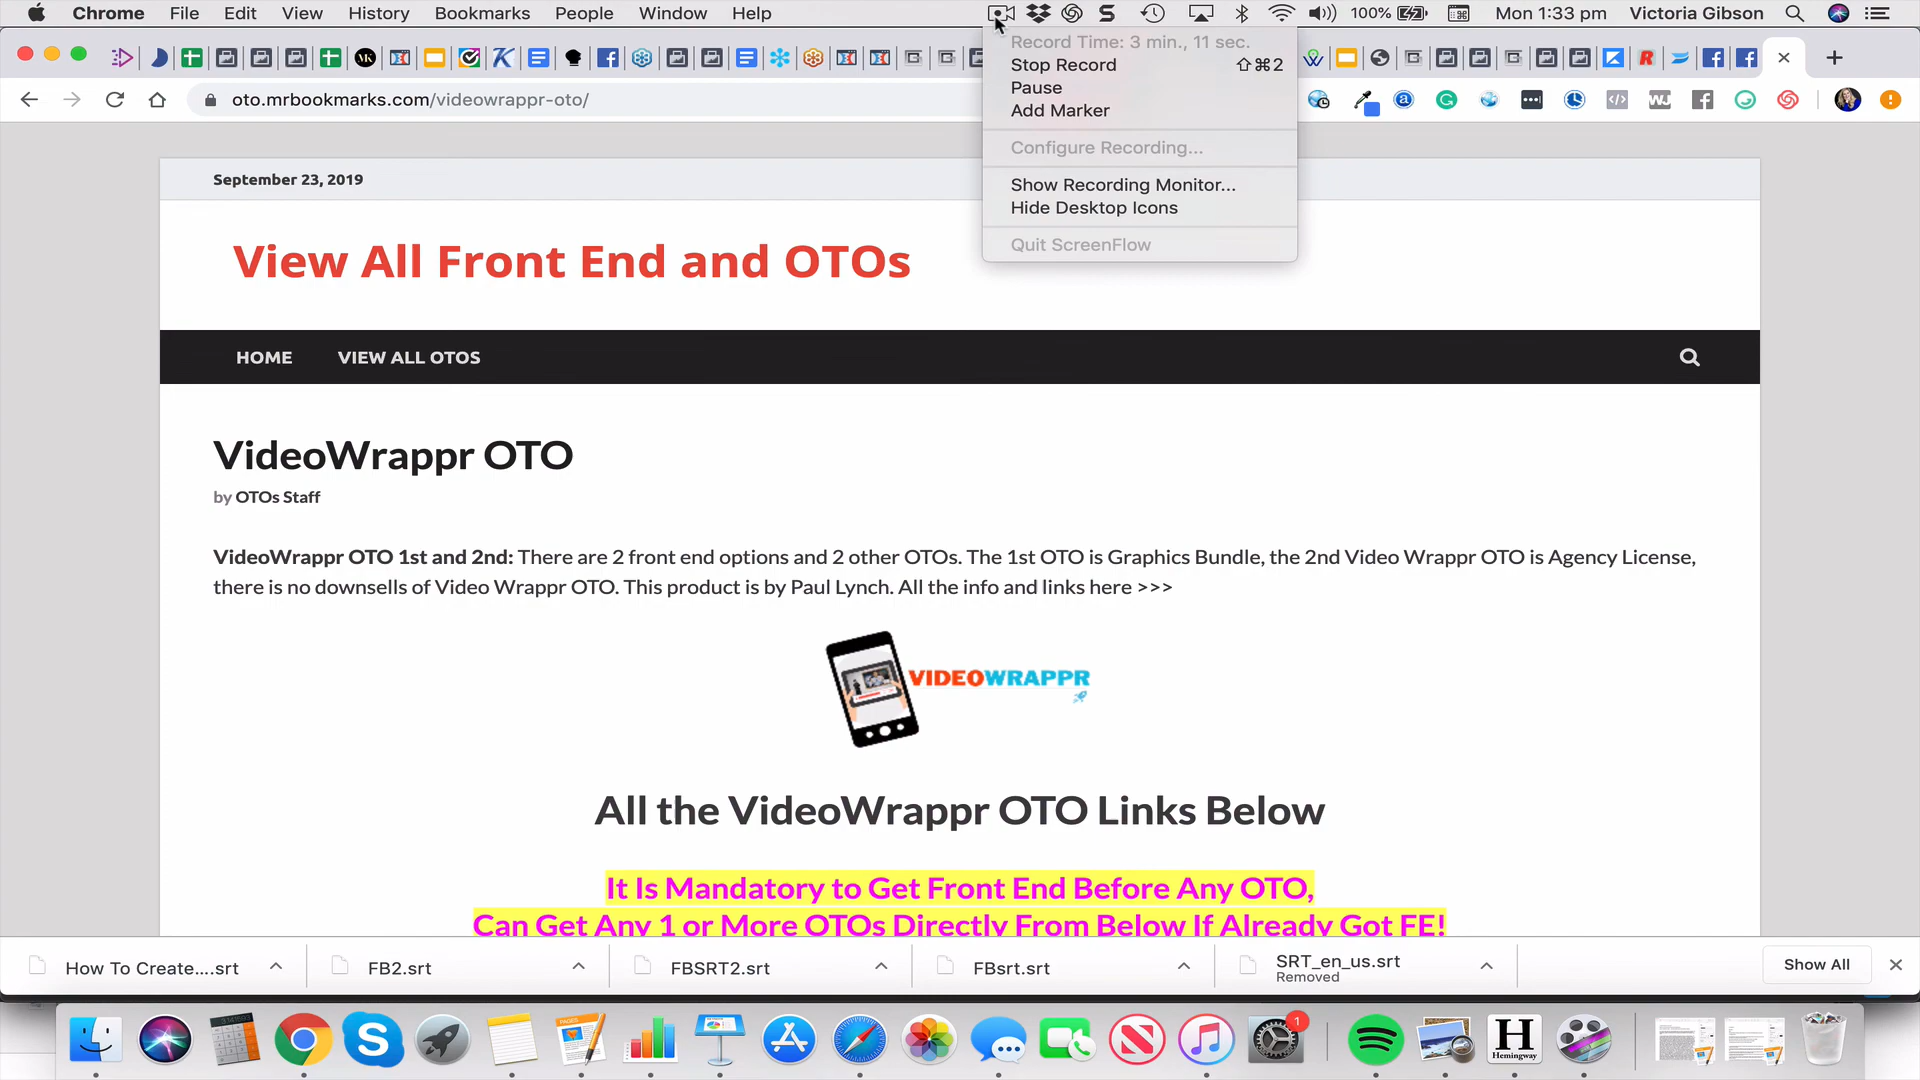 Chrome File Edit View History Bookmarks People Window Help
100% Mon 1:33 pm Victoria Gibson
Record Time: 3 min., 11 sec.
Stop Record ⇧⌘2
Pause
Add Marker
Configure Recording...
Show Recording Monitor...
Hide Desktop Icons
Quit ScreenFlow
oto.mrbookmarks.com/videowrappr-oto/
September 23, 2019
View All Front End and OTOs
HOME VIEW ALL OTOS
VideoWrappr OTO
by OTOs Staff
VideoWrappr OTO 1st and 2nd: There are 2 front end options and 2 other OTOs. The 1st OTO is Graphics Bundle, the 2nd Video Wrappr OTO is Agency License,
there is no downsells of Video Wrappr OTO. This product is by Paul Lynch. All the info and links here >>>
VIDEOWRAPPR
All the VideoWrappr OTO Links Below
It Is Mandatory to Get Front End Before Any OTO,
Can Get Any 1 or More OTOs Directly From Below If Already Got FE!
How To Create....srt FB2.srt FBSRT2.srt FBsrt.srt SRT_en_us.srt Show All
Removed
1
H
Hemingway